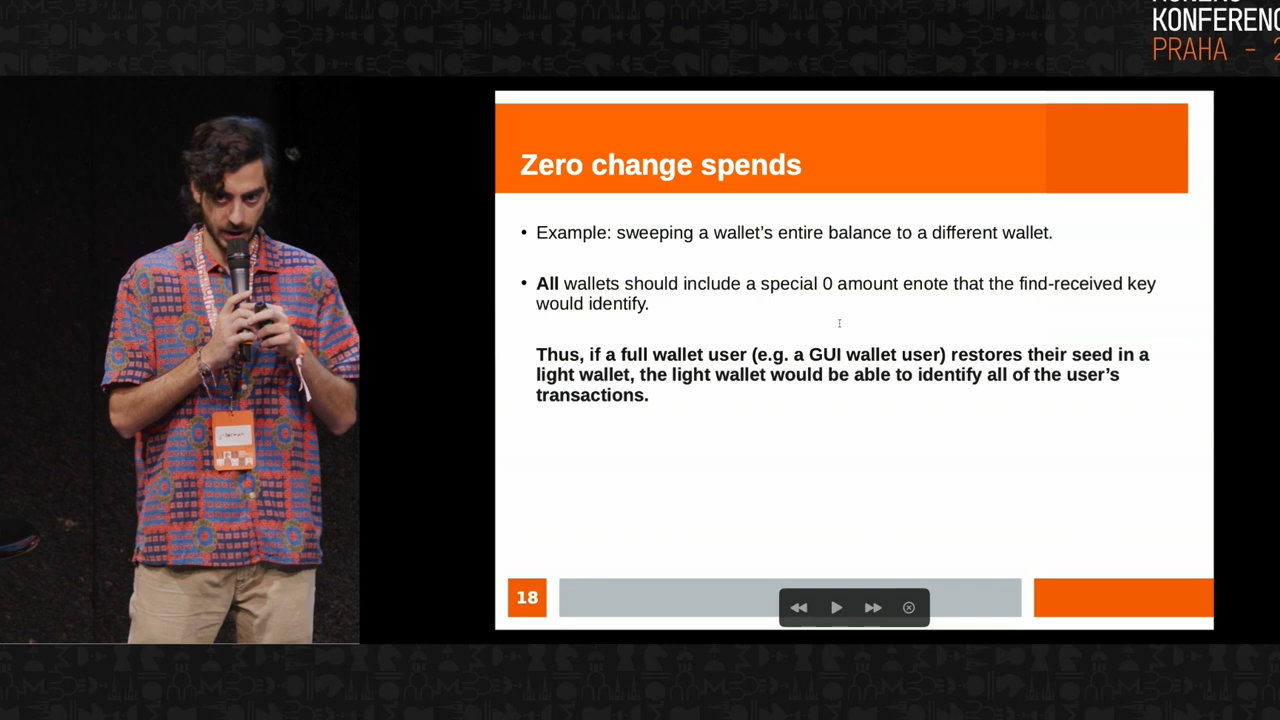 KONFERENC
PRAHA - 2
Zero change spends
• Example: sweeping a wallet's entire balance to a different wallet.
• All wallets should include a special 0 amount enote that the find-received key
would identify.
Thus, if a full wallet user (e.g. a GUI wallet user) restores their seed in a
light wallet, the light wallet would be able to identify all of the user's
transactions.
18